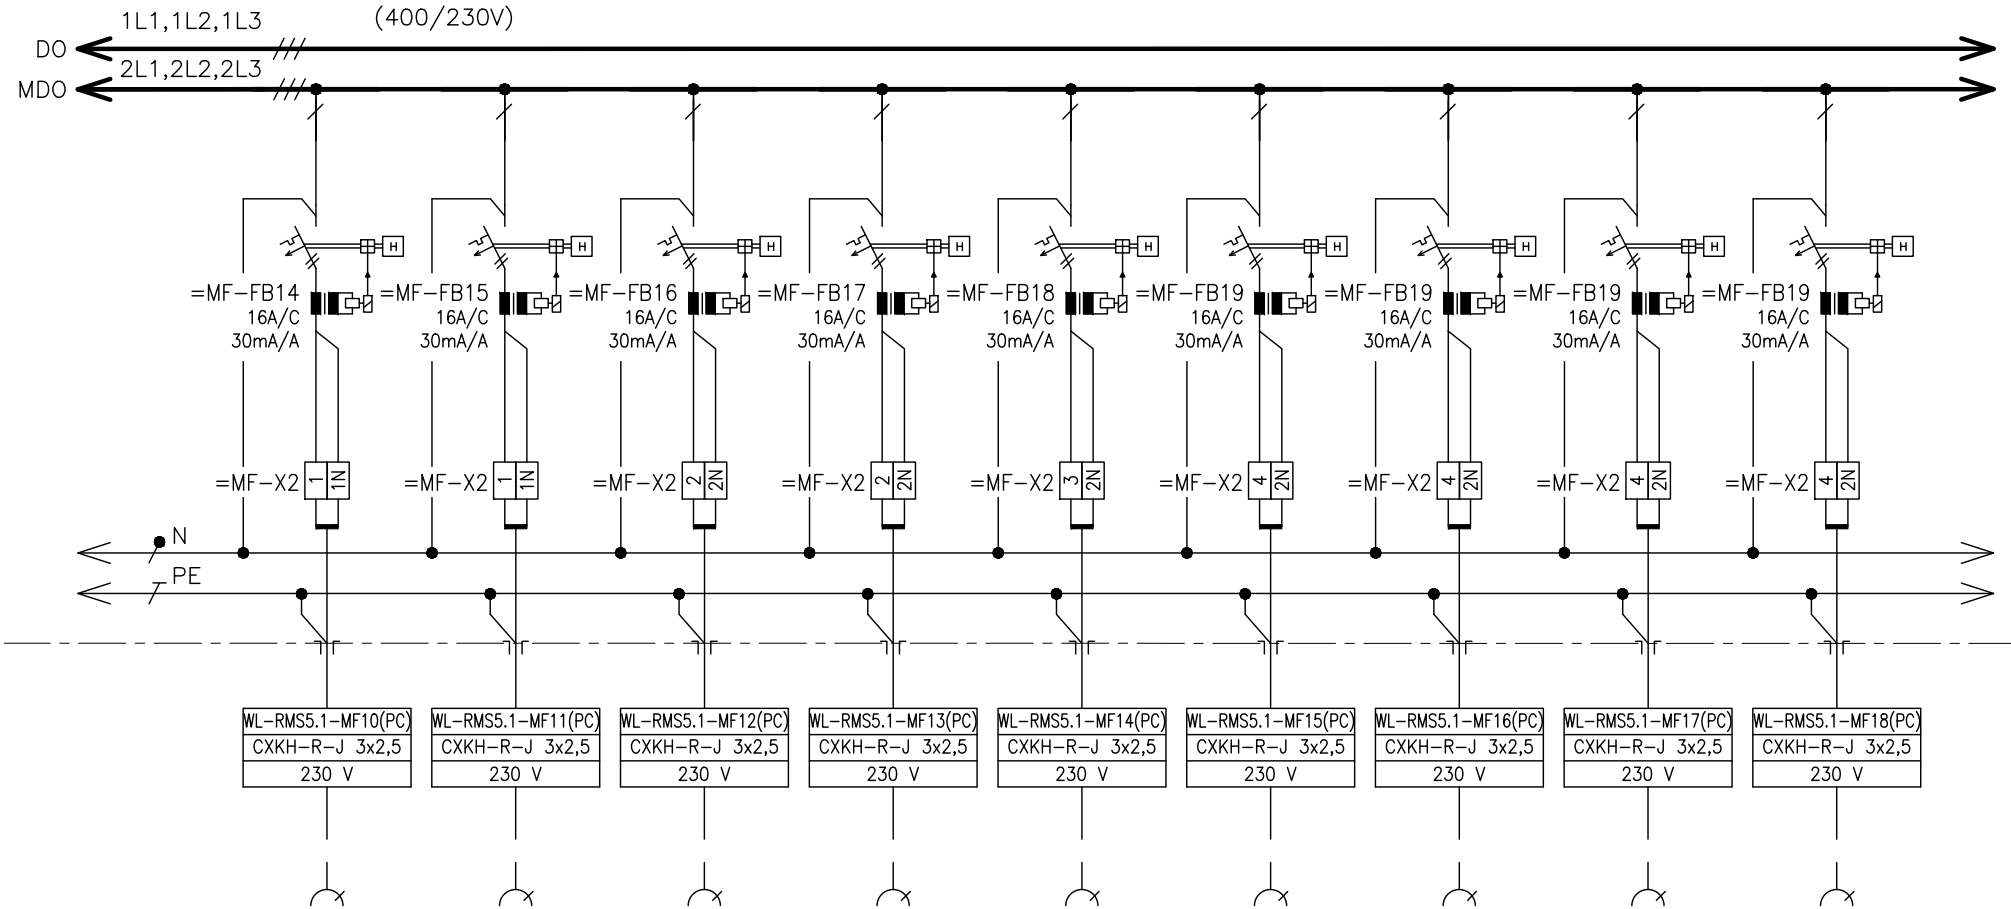 1L1,1L2,1L3 (400/230V)
DO
2L1,2L2,2L3
MDO
H H H H H H H H H
=MF-FB14 =MF-FB15 =MF-FB16 =MF-FB17 =MF-FB18 =MF-FB19 =MF-FB19 =MF-FB19 =MF-FB19
16A/C 16A/C 16A/C 16A/C 16A/C 16A/C 16A/C 16A/C 16A/C
30mA/A 30mA/A 30mA/A 30mA/A 30mA/A 30mA/A 30mA/A 30mA/A 30mA/A
=MF-X2 1 1N =MF-X2 1 1N =MF-X2 2 2N =MF-X2 2 2N =MF-X2 3 2N =MF-X2 4 2N =MF-X2 4 2N =MF-X2 4 2N =MF-X2 4 2N
N
PE
WL-RMS5.1-MF10(PC) WL-RMS5.1-MF11(PC) WL-RMS5.1-MF12(PC) WL-RMS5.1-MF13(PC) WL-RMS5.1-MF14(PC) WL-RMS5.1-MF15(PC) WL-RMS5.1-MF16(PC) WL-RMS5.1-MF17(PC) WL-RMS5.1-MF18(PC)
CXKH-R-J 3x2,5 CXKH-R-J 3x2,5 CXKH-R-J 3x2,5 CXKH-R-J 3x2,5 CXKH-R-J 3x2,5 CXKH-R-J 3x2,5 CXKH-R-J 3x2,5 CXKH-R-J 3x2,5 CXKH-R-J 3x2,5
230 V 230 V 230 V 230 V 230 V 230 V 230 V 230 V 230 V